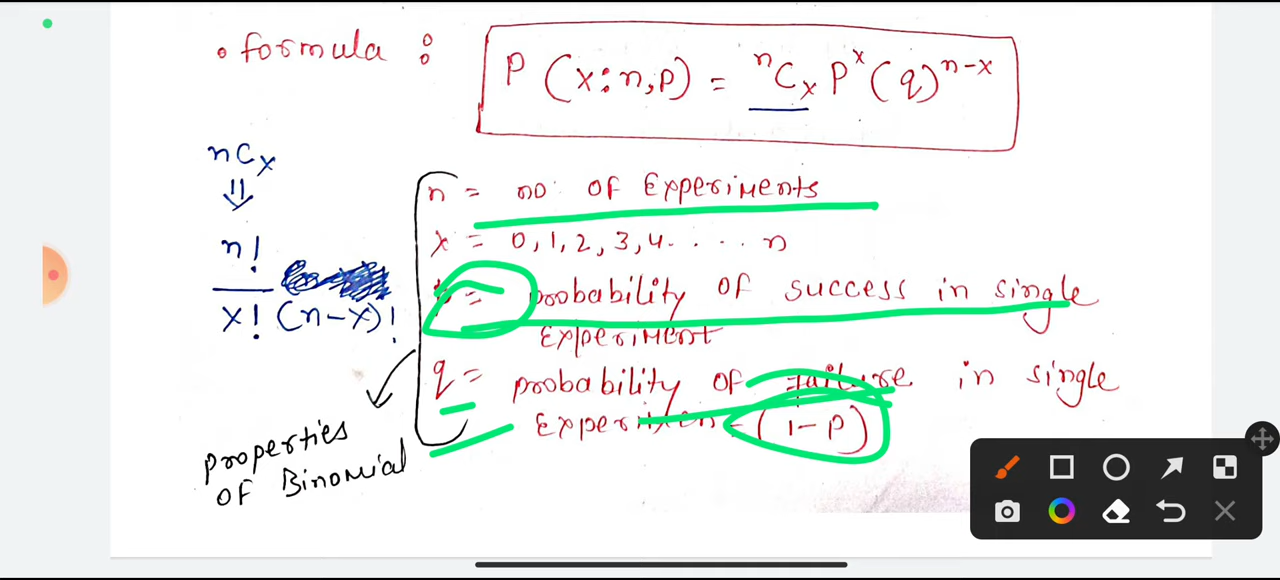 • formula :
P (x:n,p) = ⁿCₓ Pˣ (q)ⁿ⁻ˣ
nCx
⇓
n!
x! (n-x)!
n = no of Experiments
x = 0, 1, 2, 3, 4. . . . . n
= probability of success in single
Experiment
q = probability of failure in single
= (1-P)
properties
of Binomial